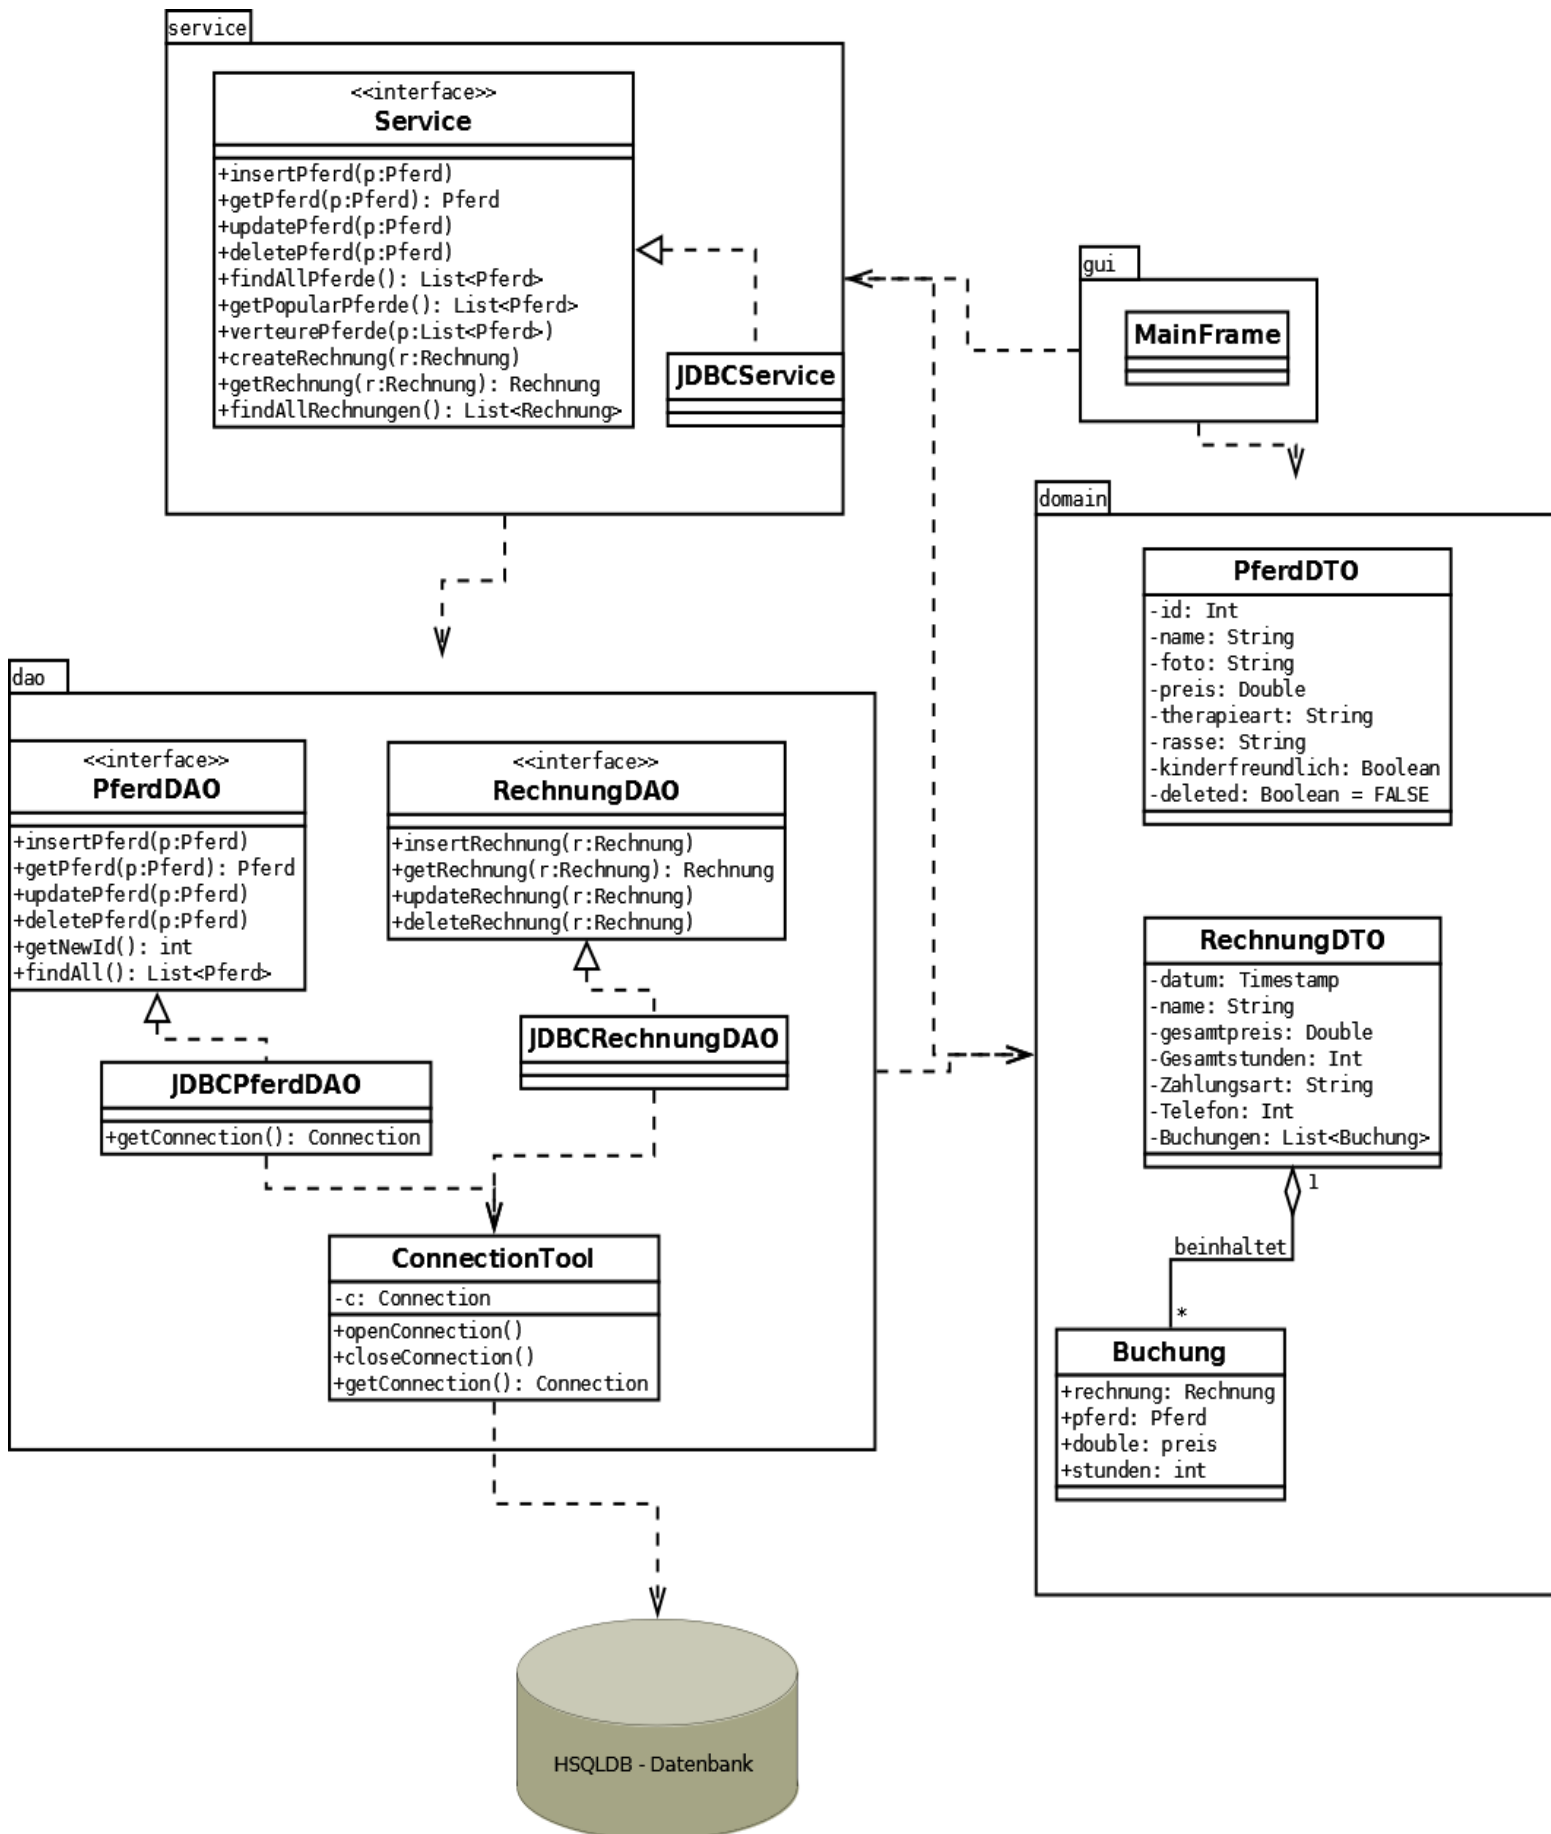 service
<<interface>>
Service
+insertPferd(p:Pferd)
+getPferd(p:Pferd): Pferd
+updatePferd(p:Pferd)
+deletePferd(p:Pferd)
+findAllPferde(): List<Pferd>
+getPopularPferde(): List<Pferd>
+verteurePferde(p:List<Pferd>)
+createRechnung(r:Rechnung)
+getRechnung(r:Rechnung): Rechnung
+findAllRechnungen(): List<Rechnung>
JDBCService
gui
MainFrame
domain
PferdDTO
-id: Int
-name: String
-foto: String
-preis: Double
-therapieart: String
-rasse: String
-kinderfreundlich: Boolean
-deleted: Boolean = FALSE
RechnungDTO
-datum: Timestamp
-name: String
-gesamtpreis: Double
-Gesamtstunden: Int
-Zahlungsart: String
-Telefon: Int
-Buchungen: List<Buchung>
1
beinhaltet
*
Buchung
+rechnung: Rechnung
+pferd: Pferd
+double: preis
+stunden: int
dao
<<interface>>
PferdDAO
+insertPferd(p:Pferd)
+getPferd(p:Pferd): Pferd
+updatePferd(p:Pferd)
+deletePferd(p:Pferd)
+getNewId(): int
+findAll(): List<Pferd>
<<interface>>
RechnungDAO
+insertRechnung(r:Rechnung)
+getRechnung(r:Rechnung): Rechnung
+updateRechnung(r:Rechnung)
+deleteRechnung(r:Rechnung)
JDBCRechnungDAO
JDBCPferdDAO
+getConnection(): Connection
ConnectionTool
-c: Connection
+openConnection()
+closeConnection()
+getConnection(): Connection
HSQLDB - Datenbank